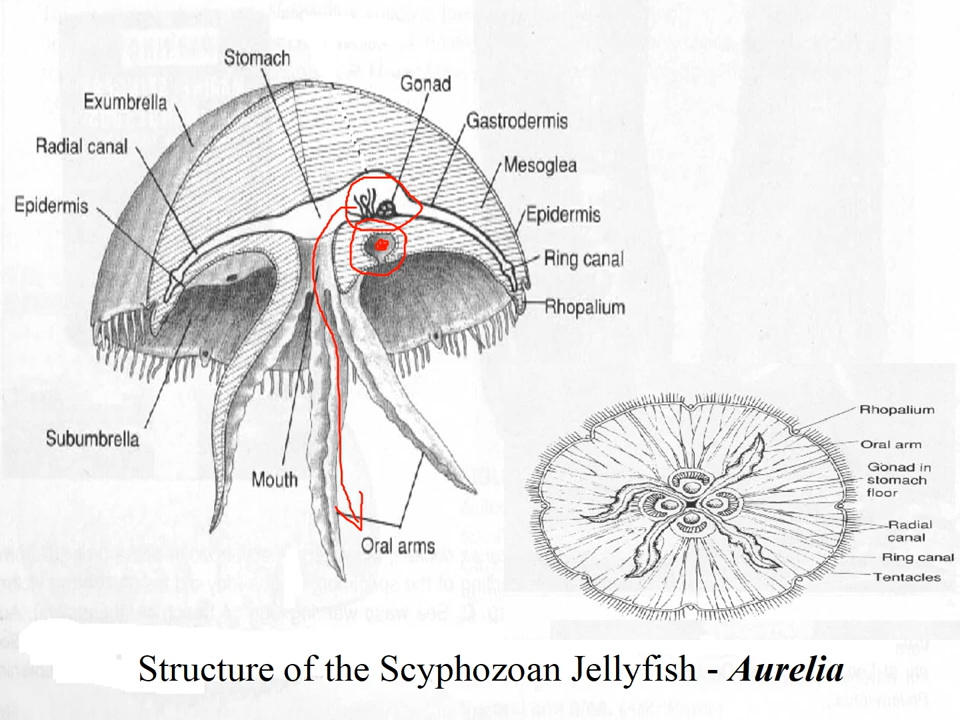 Stomach
Gonad
Exumbrella
Gastrodermis
Radial canal
Mesoglea
Epidermis
Epidermis
Ring canal
Rhopalium
Subumbrella
Mouth
Oral arms
Rhopalium
Oral arm
Gonad in
stomach
floor
Radial
canal
Ring canal
Tentacles
Structure of the Scyphozoan Jellyfish - Aurelia